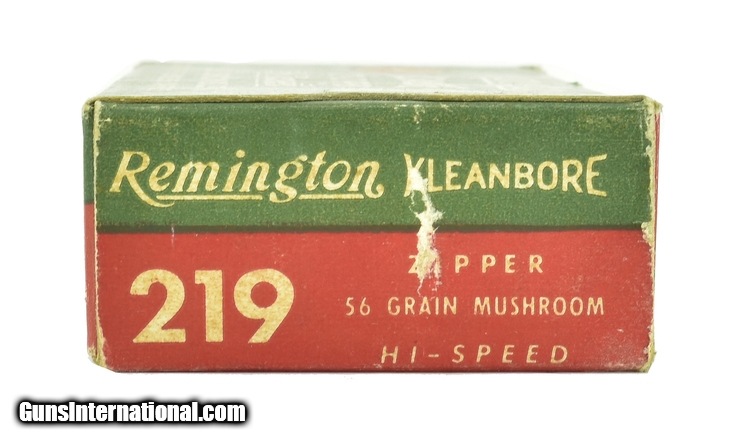 Remington KLEANBORE
219
ZIPPER
56 GRAIN MUSHROOM
HI-SPEED
GunsInternational.com